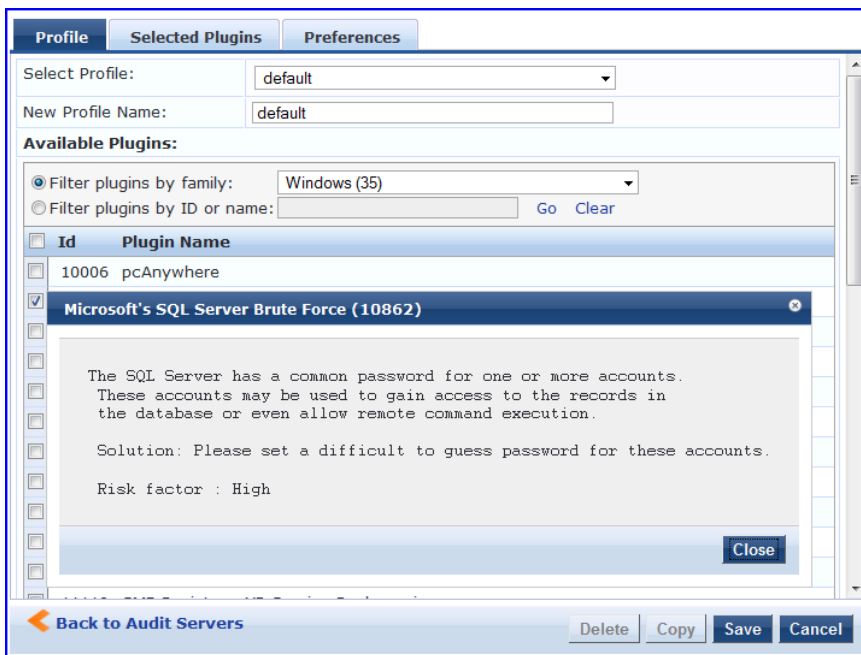 Profile
Selected Plugins
Preferences
Select Profile:
default
New Profile Name:
default
Available Plugins:
Filter plugins by family:
Windows (35)
Filter plugins by ID or name:
Go Clear
Id Plugin Name
10006 pcAnywhere
Microsoft's SQL Server Brute Force (10862)
The SQL Server has a common password for one or more accounts.
These accounts may be used to gain access to the records in
the database or even allow remote command execution.
Solution: Please set a difficult to guess password for these accounts.
Risk factor : High
Close
Back to Audit Servers
Delete Copy Save Cancel